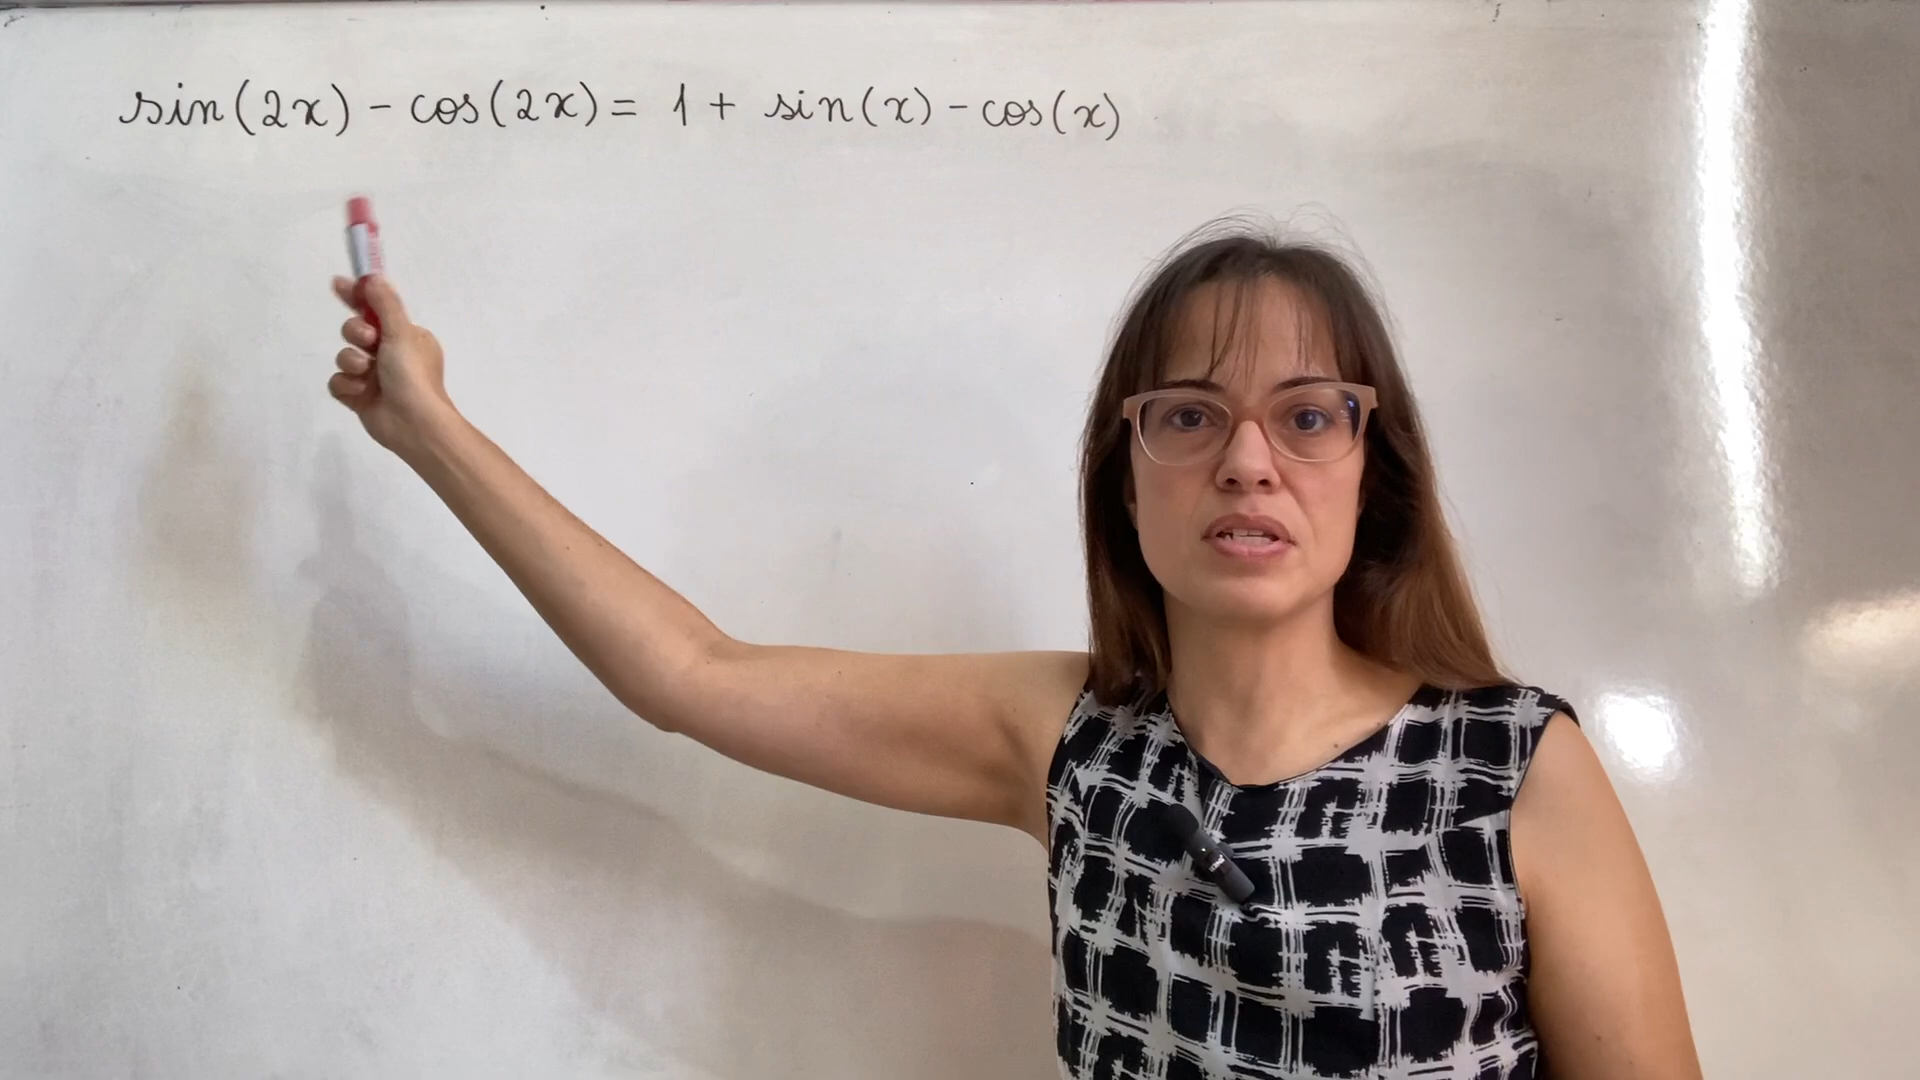 sin(2x) - cos(2x) = 1 + sin(x) - cos(x)